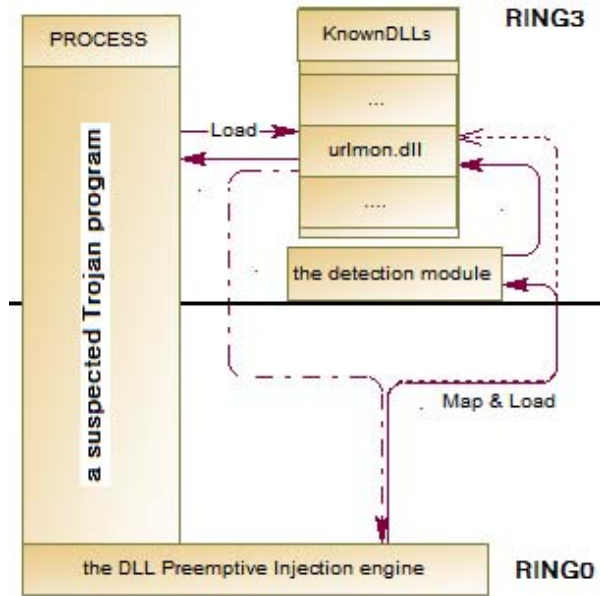 RING3
PROCESS
KnownDLLs
...
Load
urlmon.dll
....
a suspected Trojan program
the detection module
Map & Load
the DLL Preemptive Injection engine
RING0